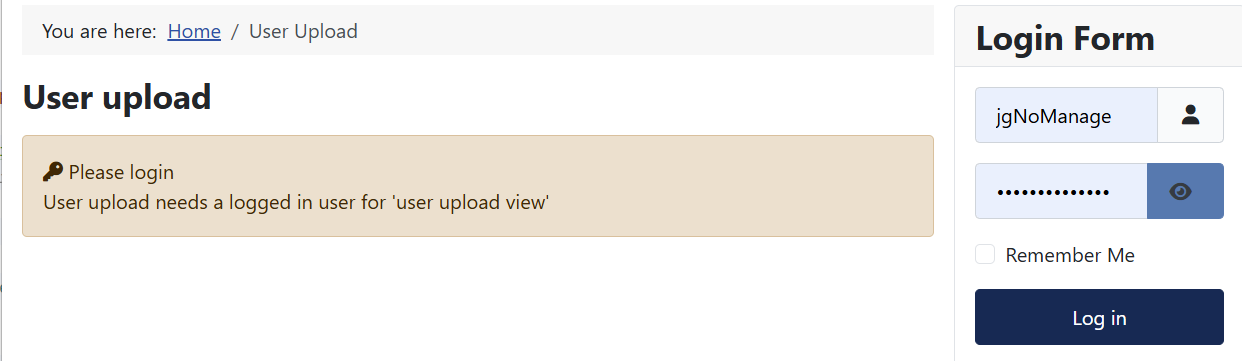 You are here: Home / User Upload
User upload
Please login
User upload needs a logged in user for 'user upload view'
Login Form
jgNoManage
••••••••••••••
Remember Me
Log in